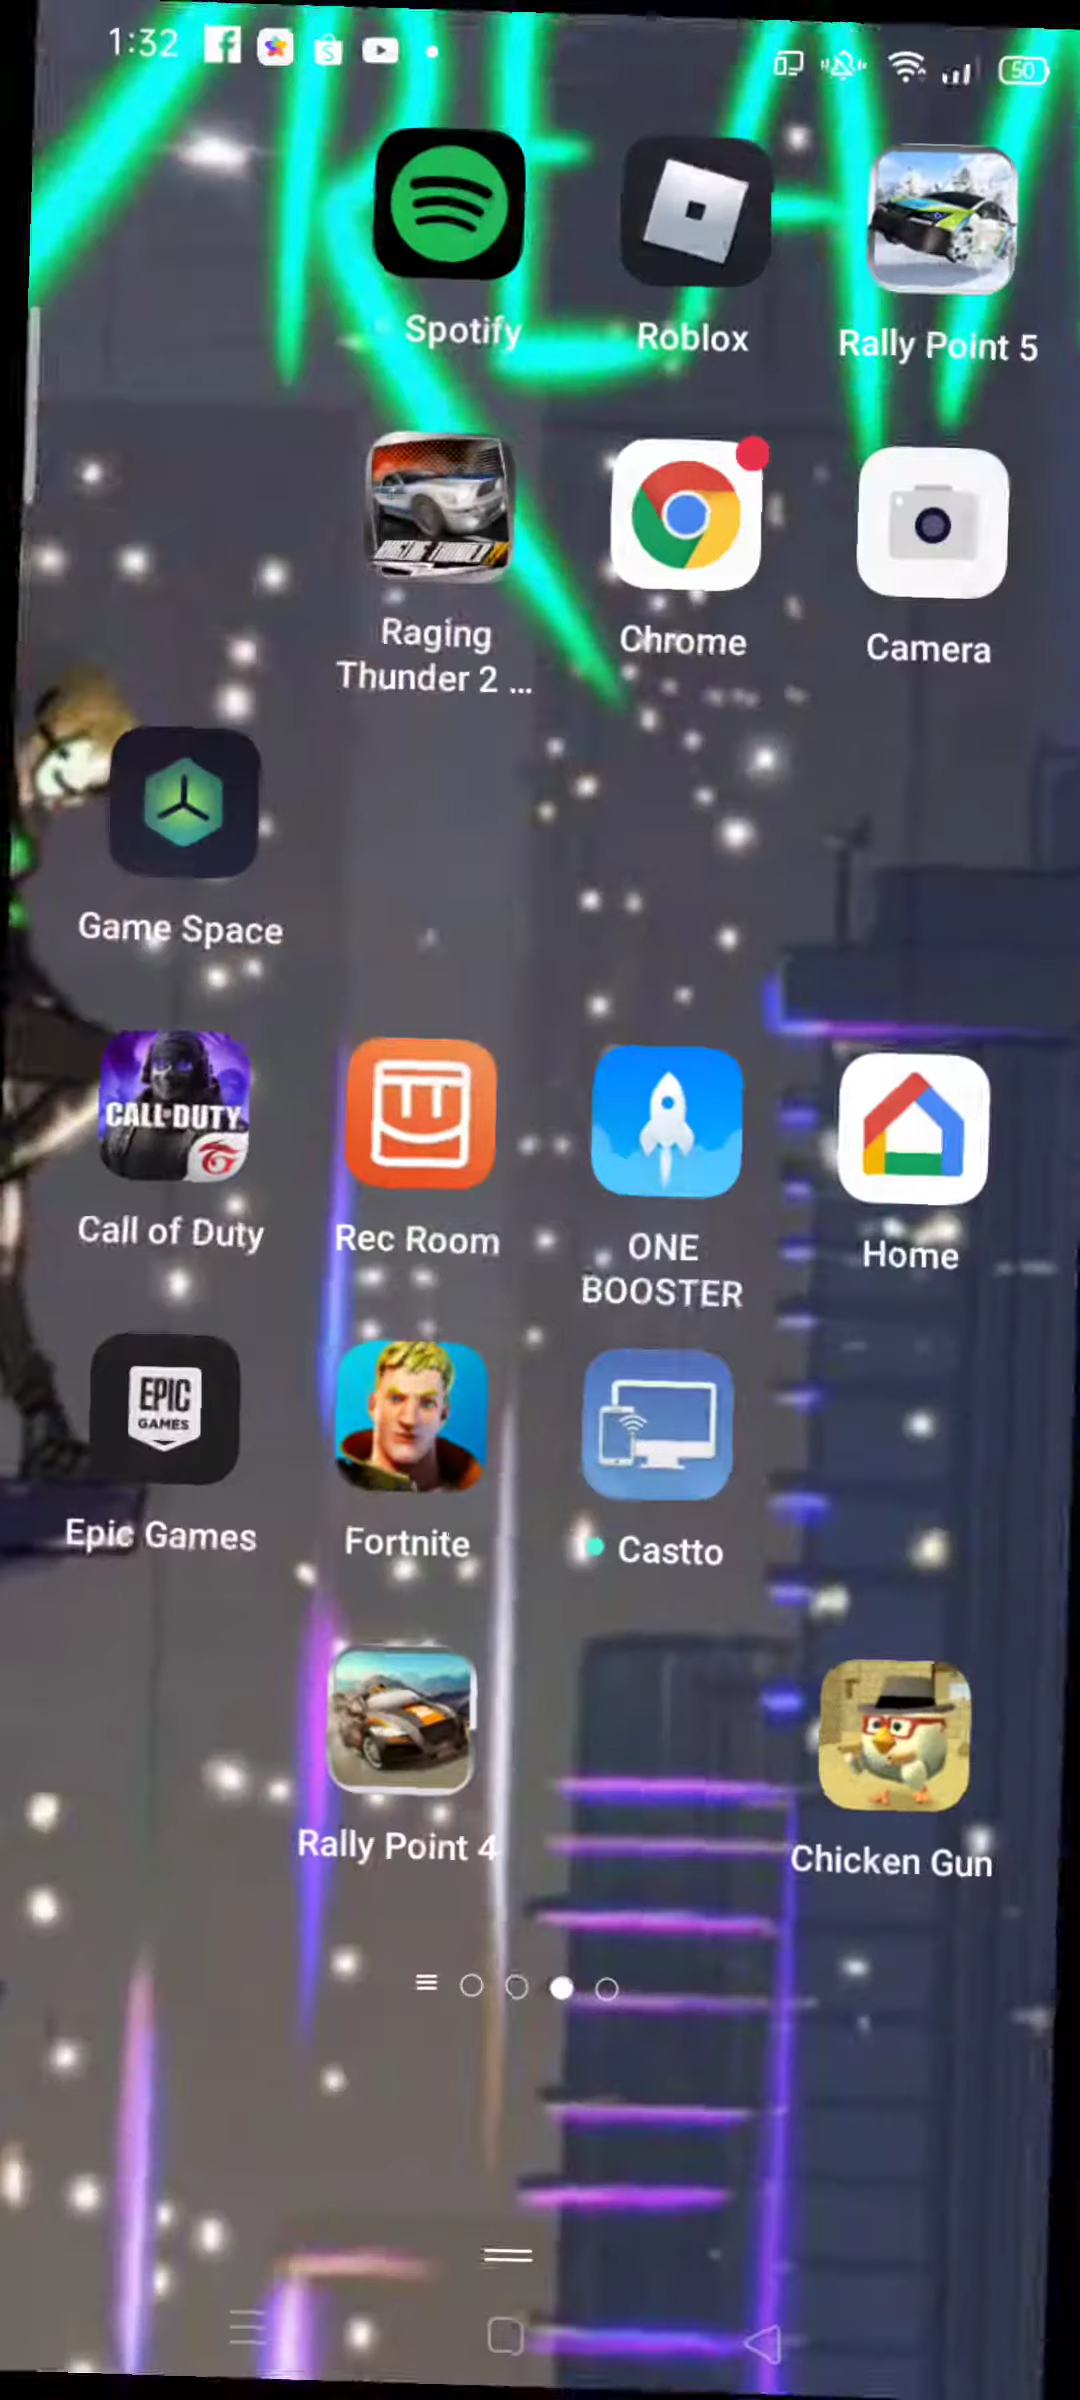 1:32
50
Spotify Roblox Rally Point 5
Raging Chrome Camera
Thunder 2 ...
Game Space
CALL OF DUTY
Call of Duty Rec Room ONE Home
BOOSTER
EPIC
GAMES
Epic Games Fortnite Castto
Rally Point 4 Chicken Gun